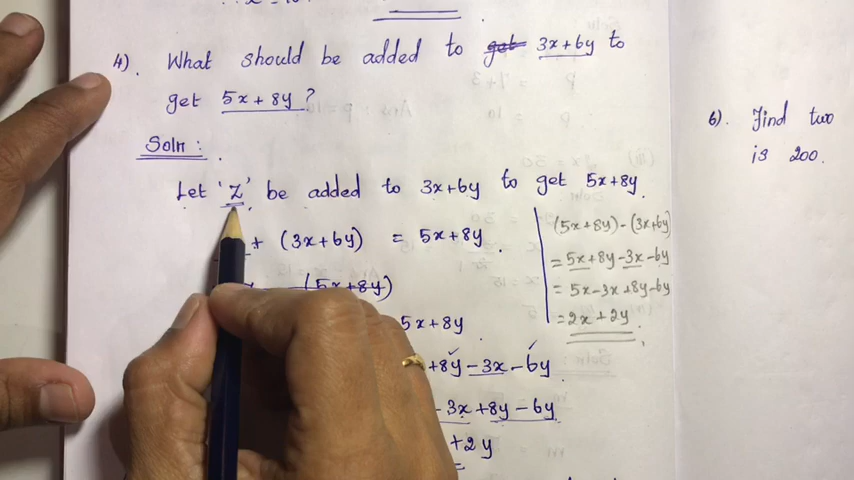 4). What should be added to get 3x+6y to
get 5x+8y?
Soln:
Let 'Z' be added to 3x+6y to get 5x+8y.
+ (3x+6y) = 5x+8y.
(5x+8y)
5x+8y
+8y-3x-6y.
-3x+8y-6y
+2y
(5x+8y)-(3x+6y)
= 5x+8y-3x-6y
= 5x-3x+8y-6y
= 2x+2y
6). Find two
is 200.